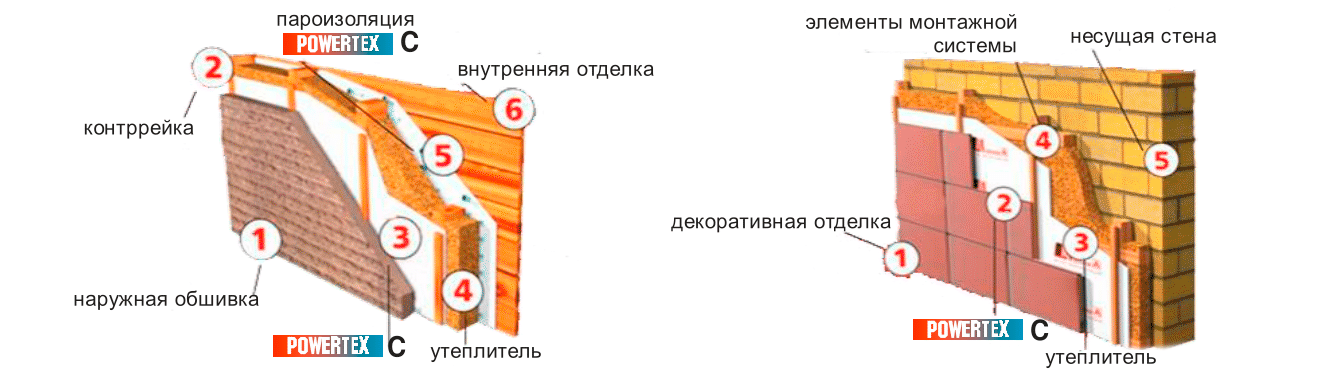 пароизоляция
POWERTEX C
2
внутренняя отделка
6
контррейка
5
1
3
4
наружная обшивка
POWERTEX C
утеплитель
элементы монтажной
системы
несущая стена
4
5
2
декоративная отделка
3
1
POWERTEX C
утеплитель